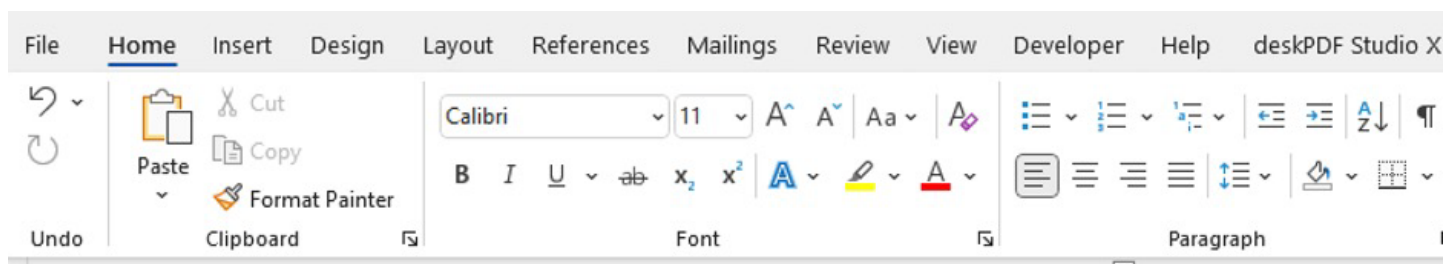 File Home Insert Design Layout References Mailings Review View Developer Help deskPDF Studio X
Cut
Copy
Paste
Format Painter
Calibri 11 Aa
B I U ab x₂ x² A A
Undo Clipboard Font Paragraph